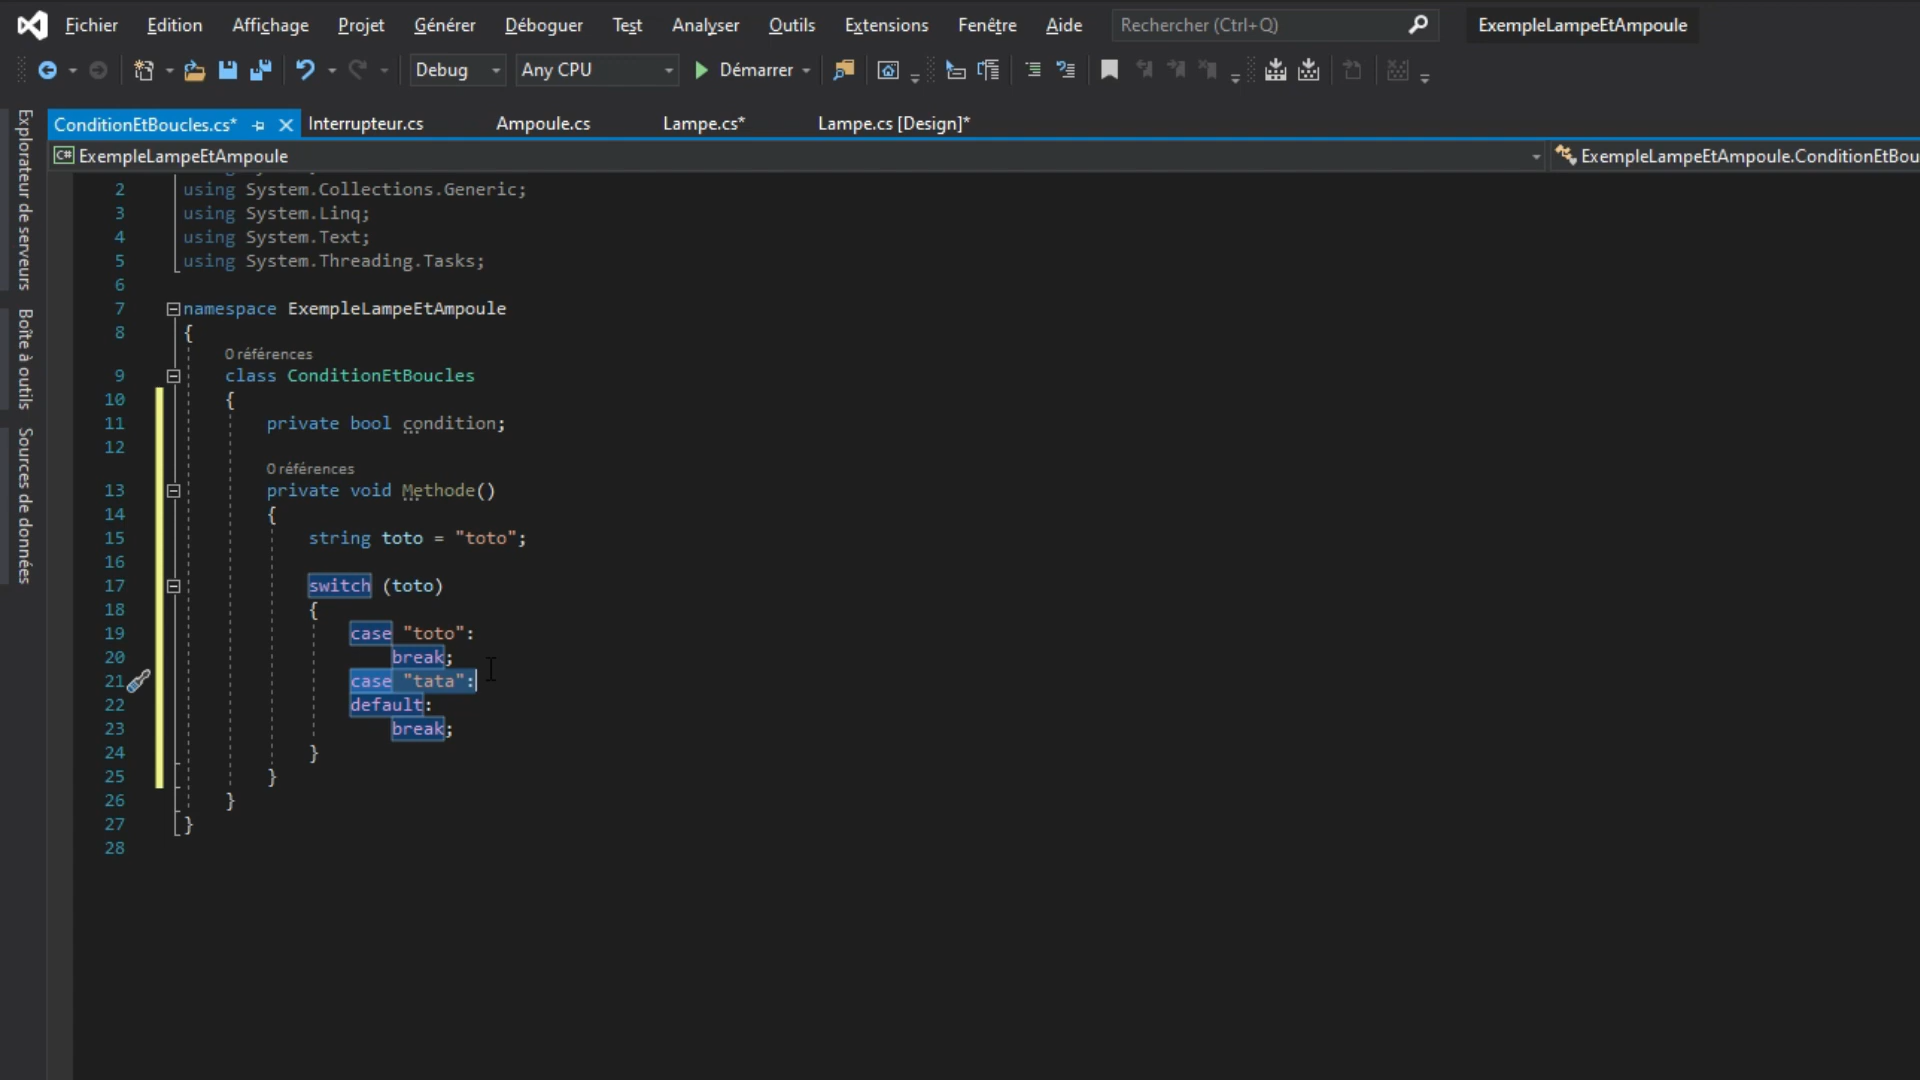 Fichier Edition Affichage Projet Générer Déboguer Test Analyser Outils Extensions Fenêtre Aide Rechercher (Ctrl+Q) ExempleLampeEtAmpoule
Debug Any CPU Démarrer
ConditionEtBoucles.cs* Interrupteur.cs Ampoule.cs Lampe.cs* Lampe.cs [Design]*
C# ExempleLampeEtAmpoule ExempleLampeEtAmpoule.ConditionEtBou
Explorateur de serveurs
Boîte à outils
Sources de données
2 using System.Collections.Generic;
3 using System.Linq;
4 using System.Text;
5 using System.Threading.Tasks;
6
7 namespace ExempleLampeEtAmpoule
8 {
0 références
9 class ConditionEtBoucles
10 {
11 private bool condition;
12
0 références
13 private void Methode()
14 {
15 string toto = "toto";
16
17 switch (toto)
18 {
19 case "toto":
20 break;
21 case "tata":
22 default:
23 break;
24 }
25 }
26 }
27 }
28